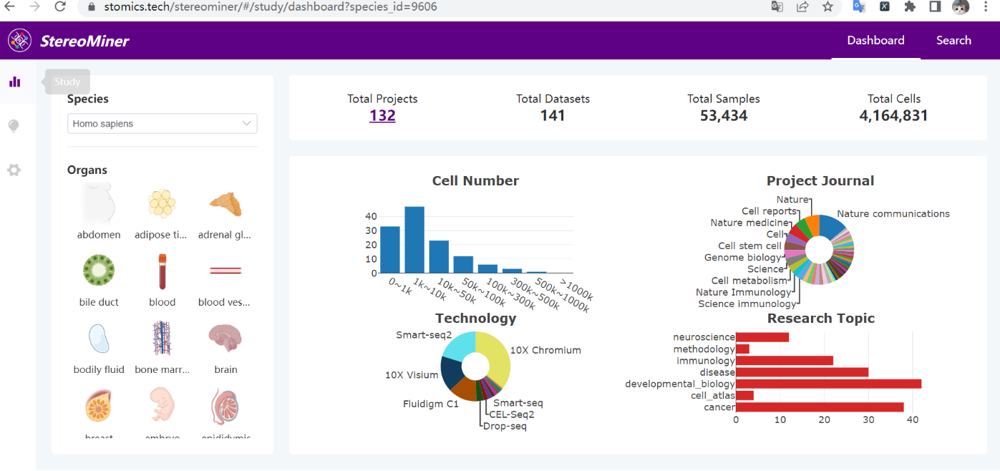 stomics.tech/stereominer/#/study/dashboard?species_id=9606
StereoMiner
Dashboard
Search
Study
Species
Homo sapiens
Organs
abdomen
adipose ti...
adrenal gl...
bile duct
blood
blood ves...
bodily fluid
bone marr...
brain
breast
embryo
epididymis
Total Projects
132
Total Datasets
141
Total Samples
53,434
Total Cells
4,164,831
Cell Number
40
30
20
10
0
0~1k
1k~10k
10k~50k
50k~100k
100k~300k
300k~500k
500k~1000k
>1000k
Project Journal
Nature
Cell reports
Nature communications
Nature medicine
Cell
Cell stem cell
Genome biology
Science
Cell metabolism
Nature Immunology
Science immunology
Technology
Smart-seq2
10X Chromium
10X Visium
Fluidigm C1
Smart-seq
CEL-Seq2
Drop-seq
Research Topic
neuroscience
methodology
immunology
disease
developmental_biology
cell_atlas
cancer
0
10
20
30
40